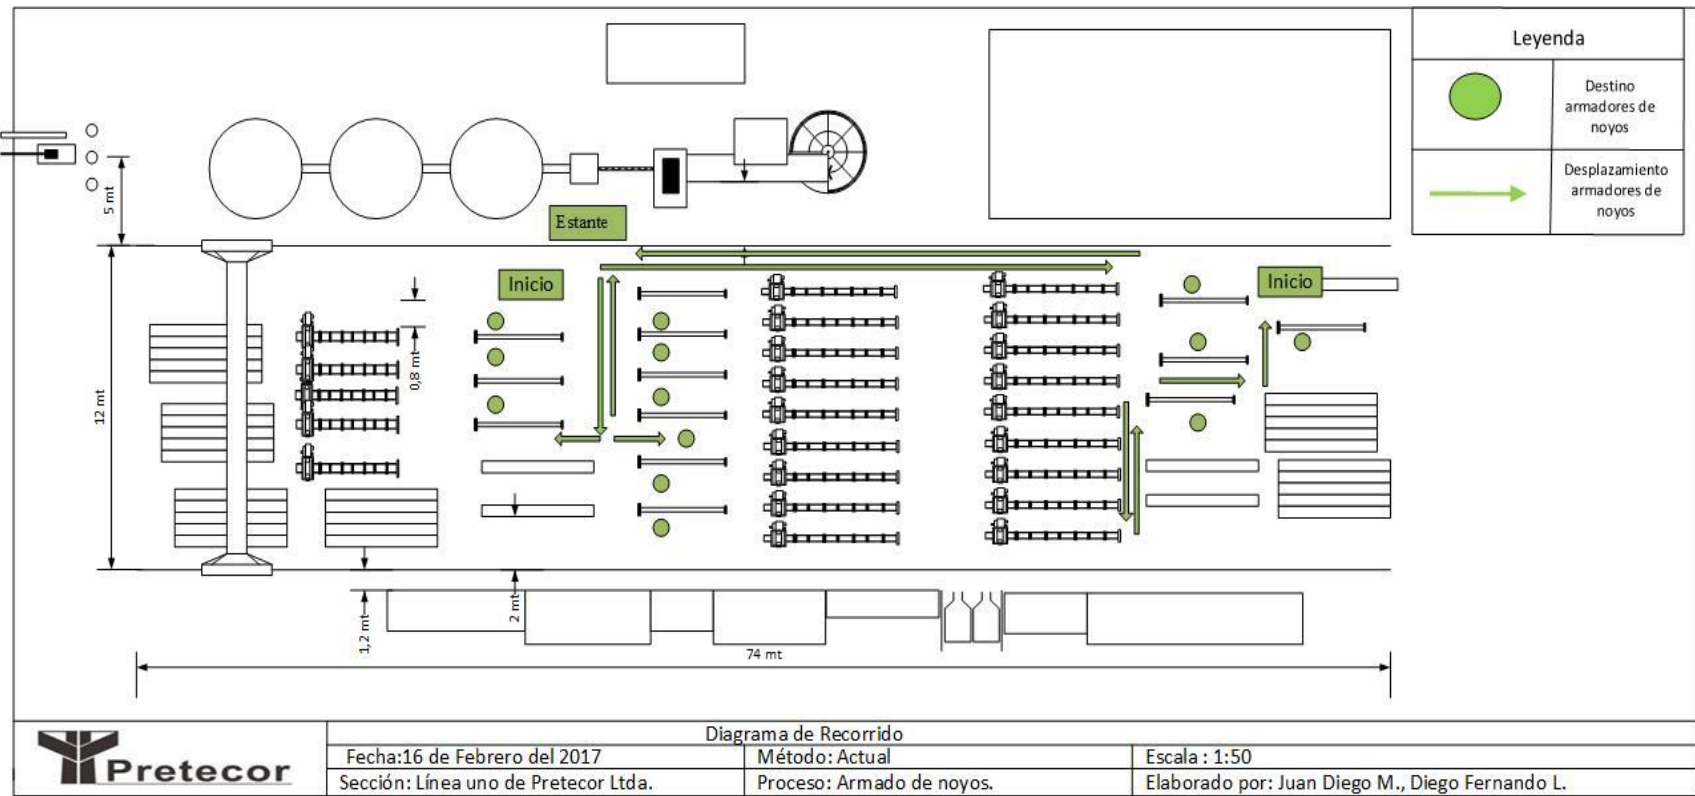 Leyenda
Destino
armadores de
noyos
Desplazamiento
armadores de
noyos
5 mt
Estante
Inicio
Inicio
0,8 mt
12 mt
2 mt
1,2 mt
74 mt
Pretecor
Diagrama de Recorrido
Fecha:16 de Febrero del 2017
Método: Actual
Escala : 1:50
Sección: Línea uno de Pretecor Ltda.
Proceso: Armado de noyos.
Elaborado por: Juan Diego M., Diego Fernando L.